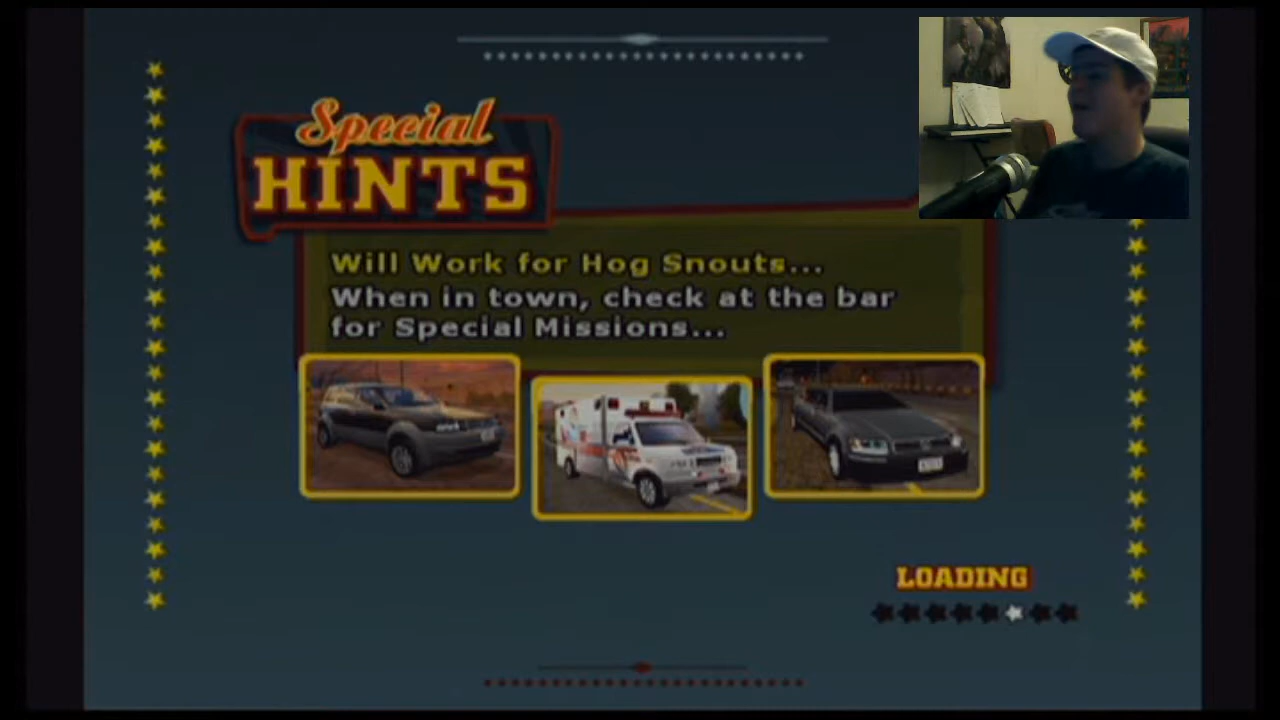 Special
HINTS
Will Work for Hog Snouts...
When in town, check at the bar
for Special Missions...
LOADING